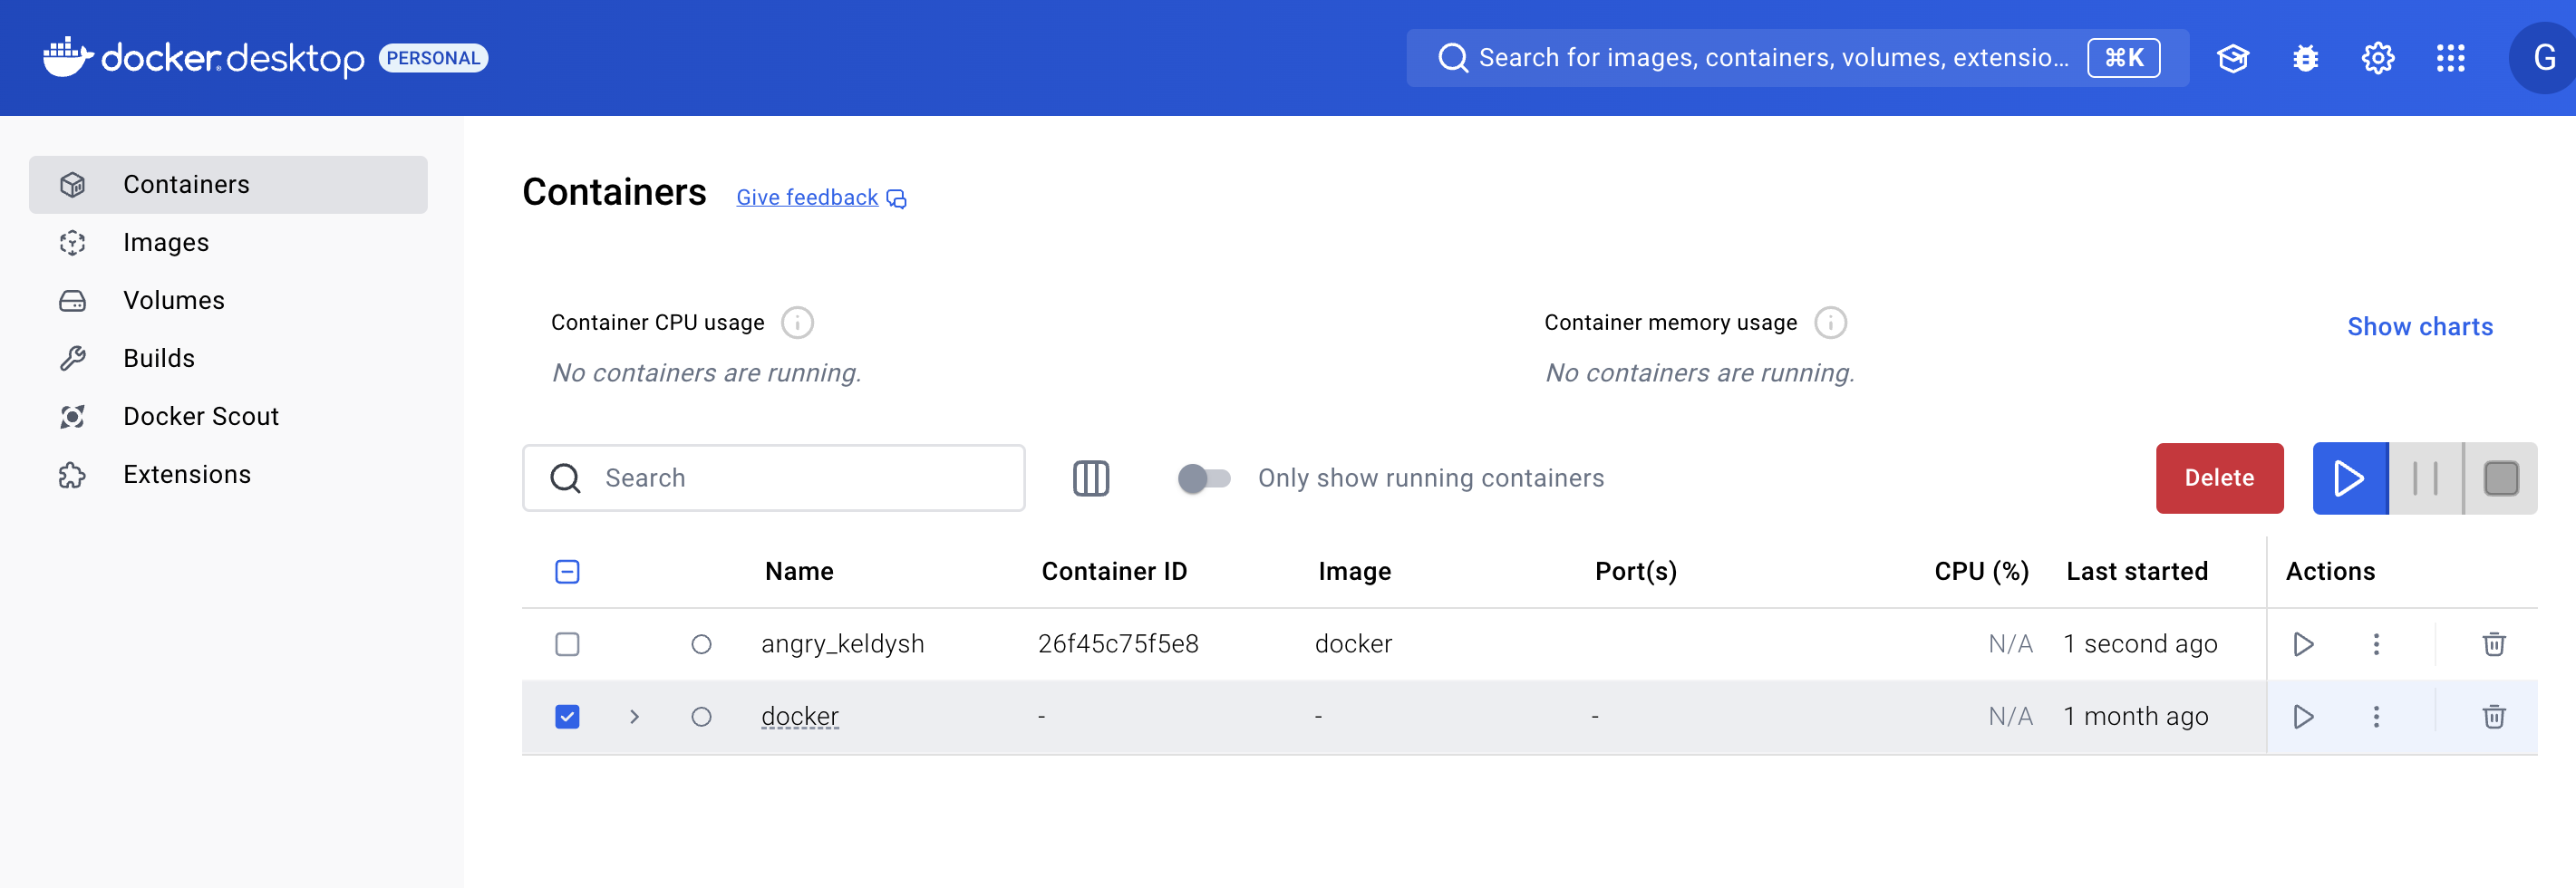 docker desktop PERSONAL
Search for images, containers, volumes, extensio... ⌘K
G
Containers
Images
Volumes
Builds
Docker Scout
Extensions
Containers Give feedback
Container CPU usage
No containers are running.
Container memory usage
No containers are running.
Show charts
Search
Only show running containers
Delete
Name Container ID Image Port(s) CPU (%) Last started Actions
angry_keldysh 26f45c75f5e8 docker N/A 1 second ago
docker - - - N/A 1 month ago